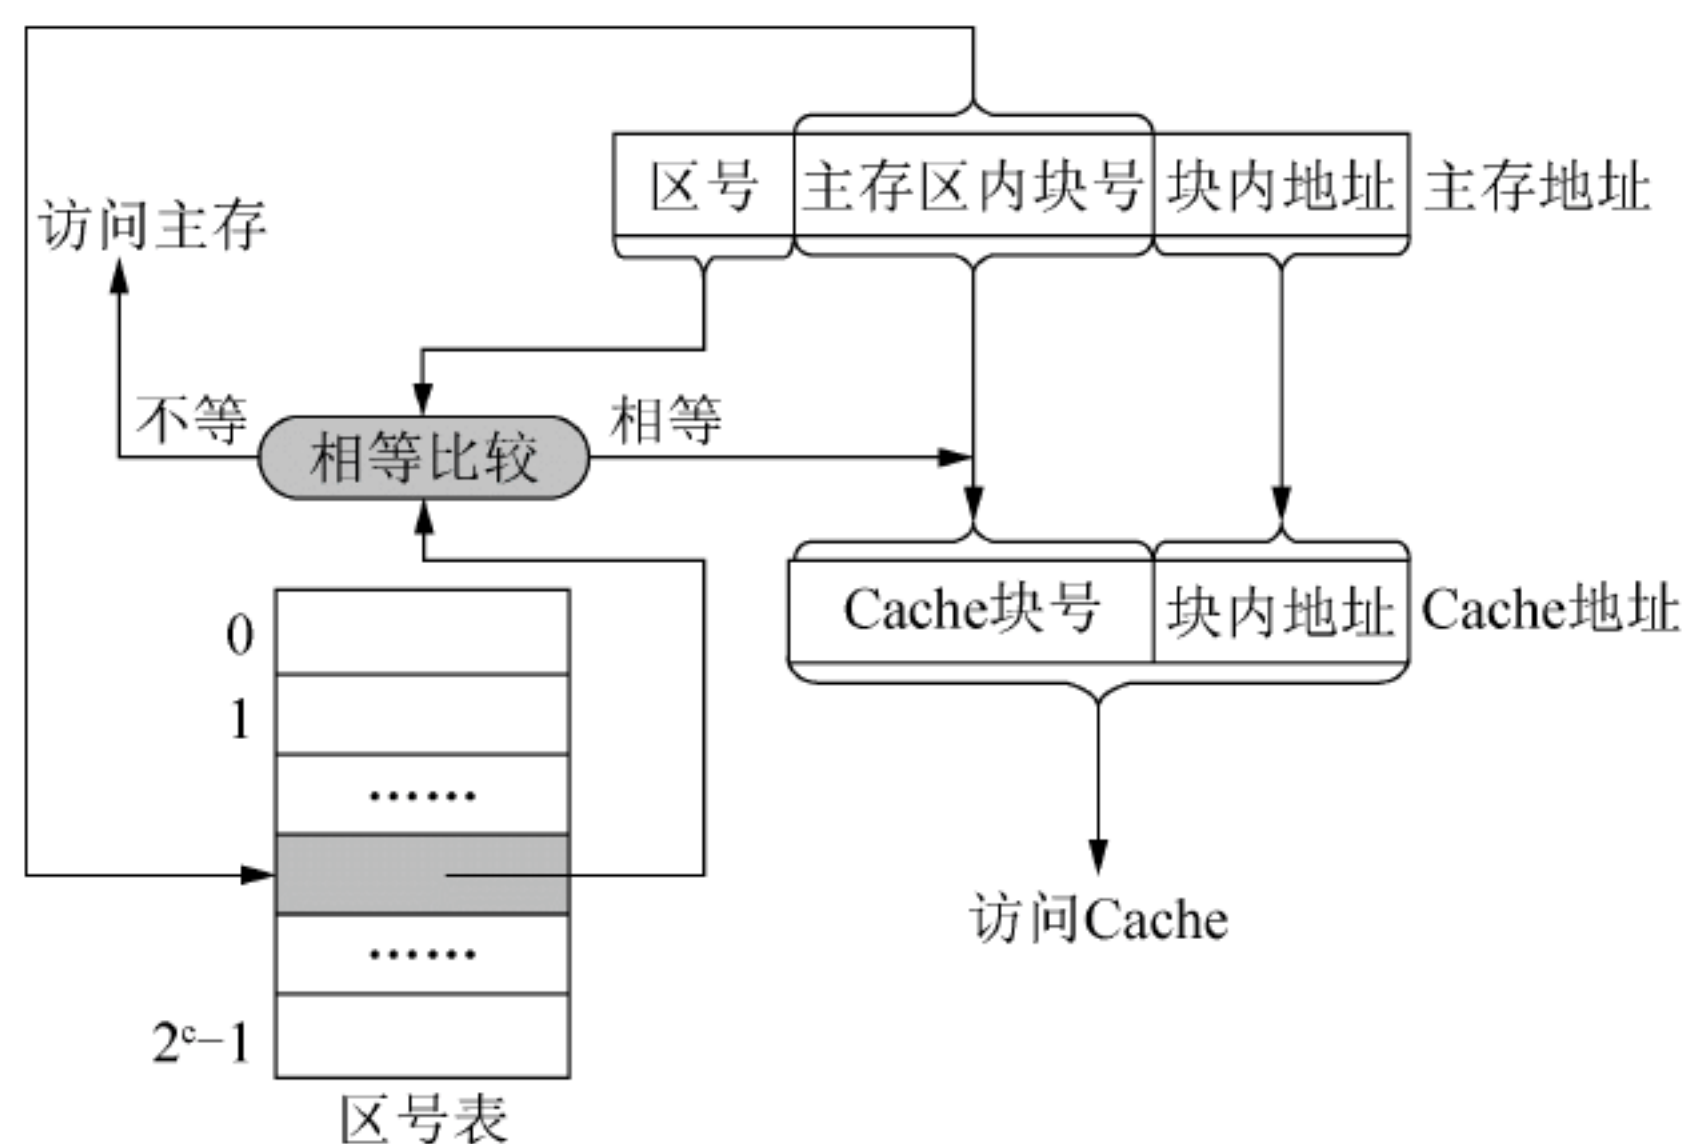 区号 主存区内块号 块内地址 主存地址
访问主存
不等 相等比较 相等
Cache块号 块内地址 Cache地址
0
1
……
……
2ᶜ−1
区号表
访问Cache